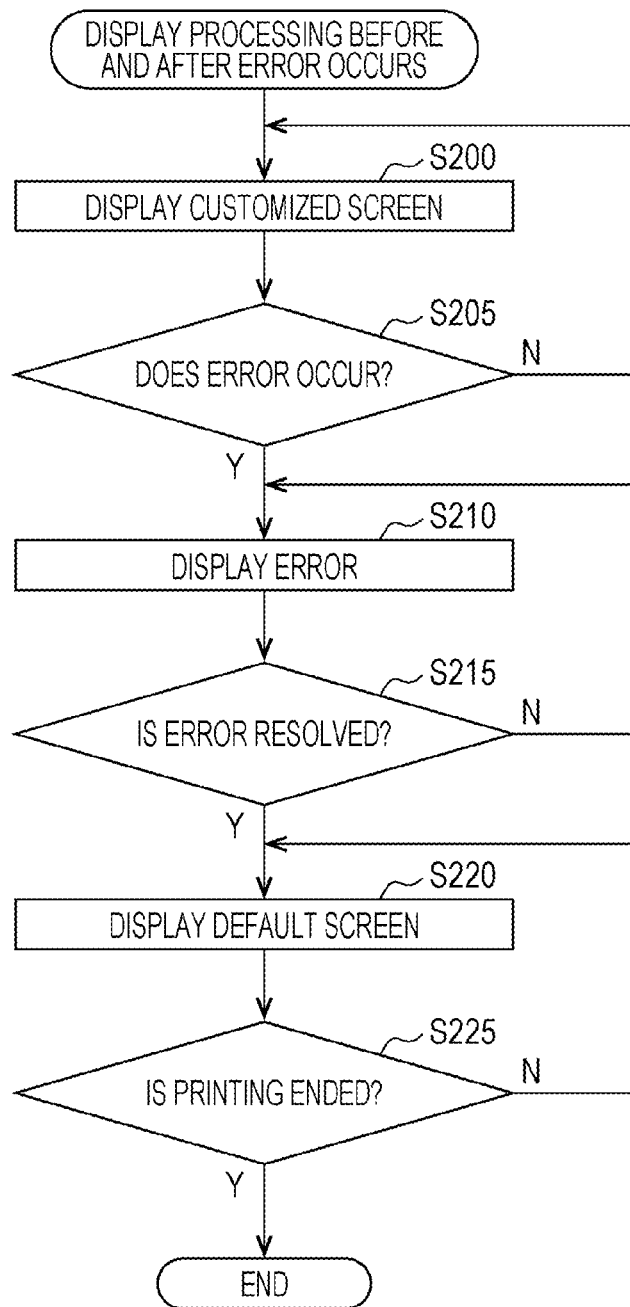 DISPLAY PROCESSING BEFORE
AND AFTER ERROR OCCURS
S200
DISPLAY CUSTOMIZED SCREEN
S205
DOES ERROR OCCUR?
N
Y
S210
DISPLAY ERROR
S215
IS ERROR RESOLVED?
N
Y
S220
DISPLAY DEFAULT SCREEN
S225
IS PRINTING ENDED?
N
Y
END